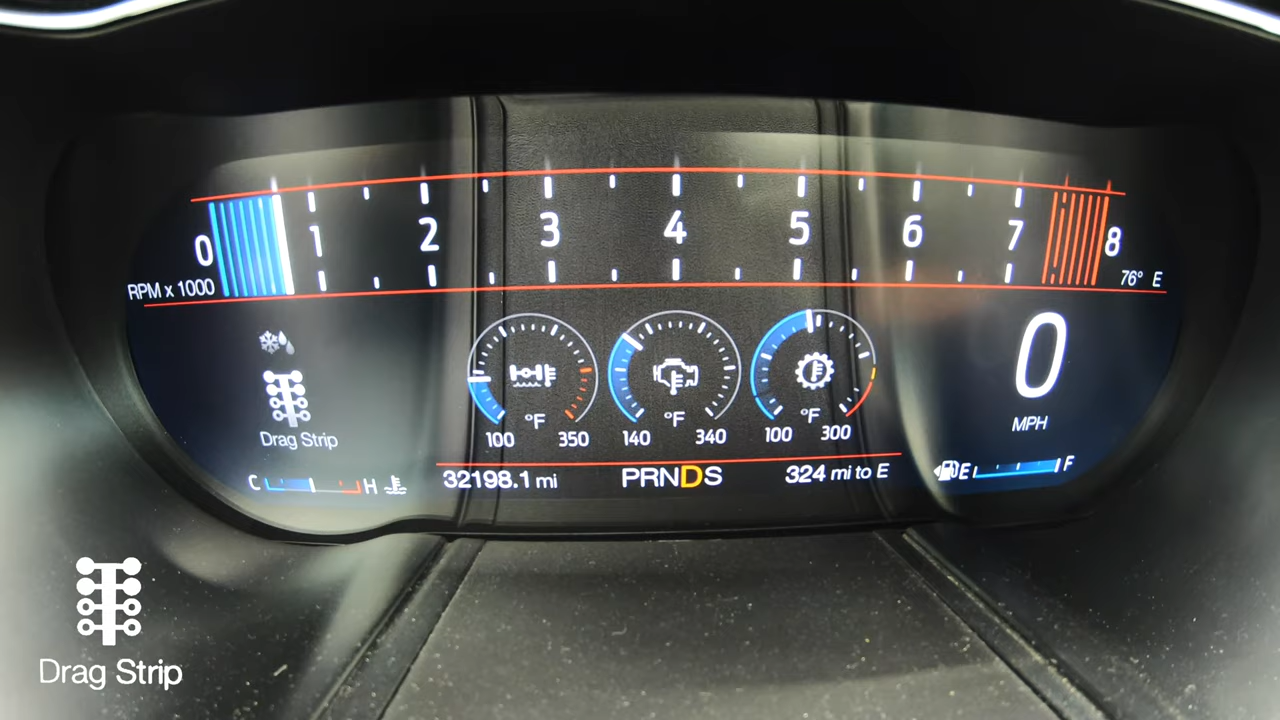 0 1 2 3 4 5 6 7 8
RPM x 1000
76° E
0
MPH
Drag Strip
°F
100 350
°F
140 340
°F
100 300
C H
32198.1 mi
PRNDS
324 mi to E
E F
Drag Strip